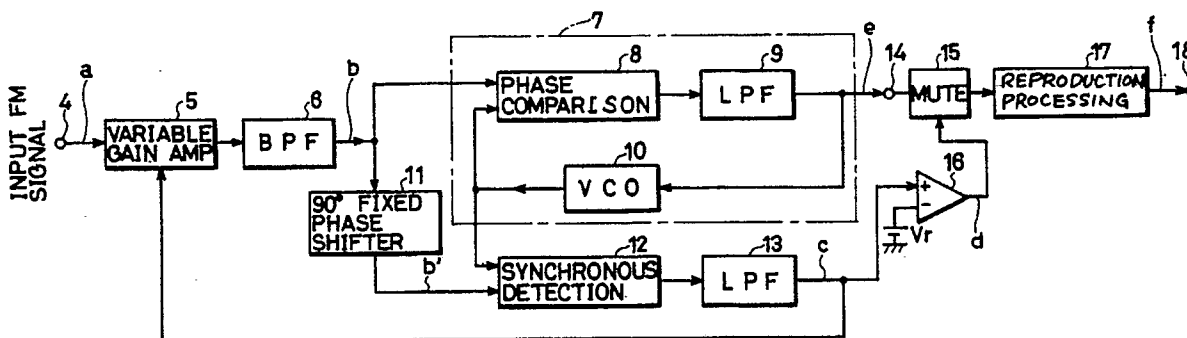 7
a
4
5
6
b
8
9
e
14
15
17
f
18
INPUT FM
SIGNAL
VARIABLE
GAIN AMP
BPF
PHASE
COMPARISON
LPF
MUTE
REPRODUCTION
PROCESSING
10
VCO
11
90° FIXED
PHASE
SHIFTER
16
+
-
Vr
d
12
13
c
b'
SYNCHRONOUS
DETECTION
LPF